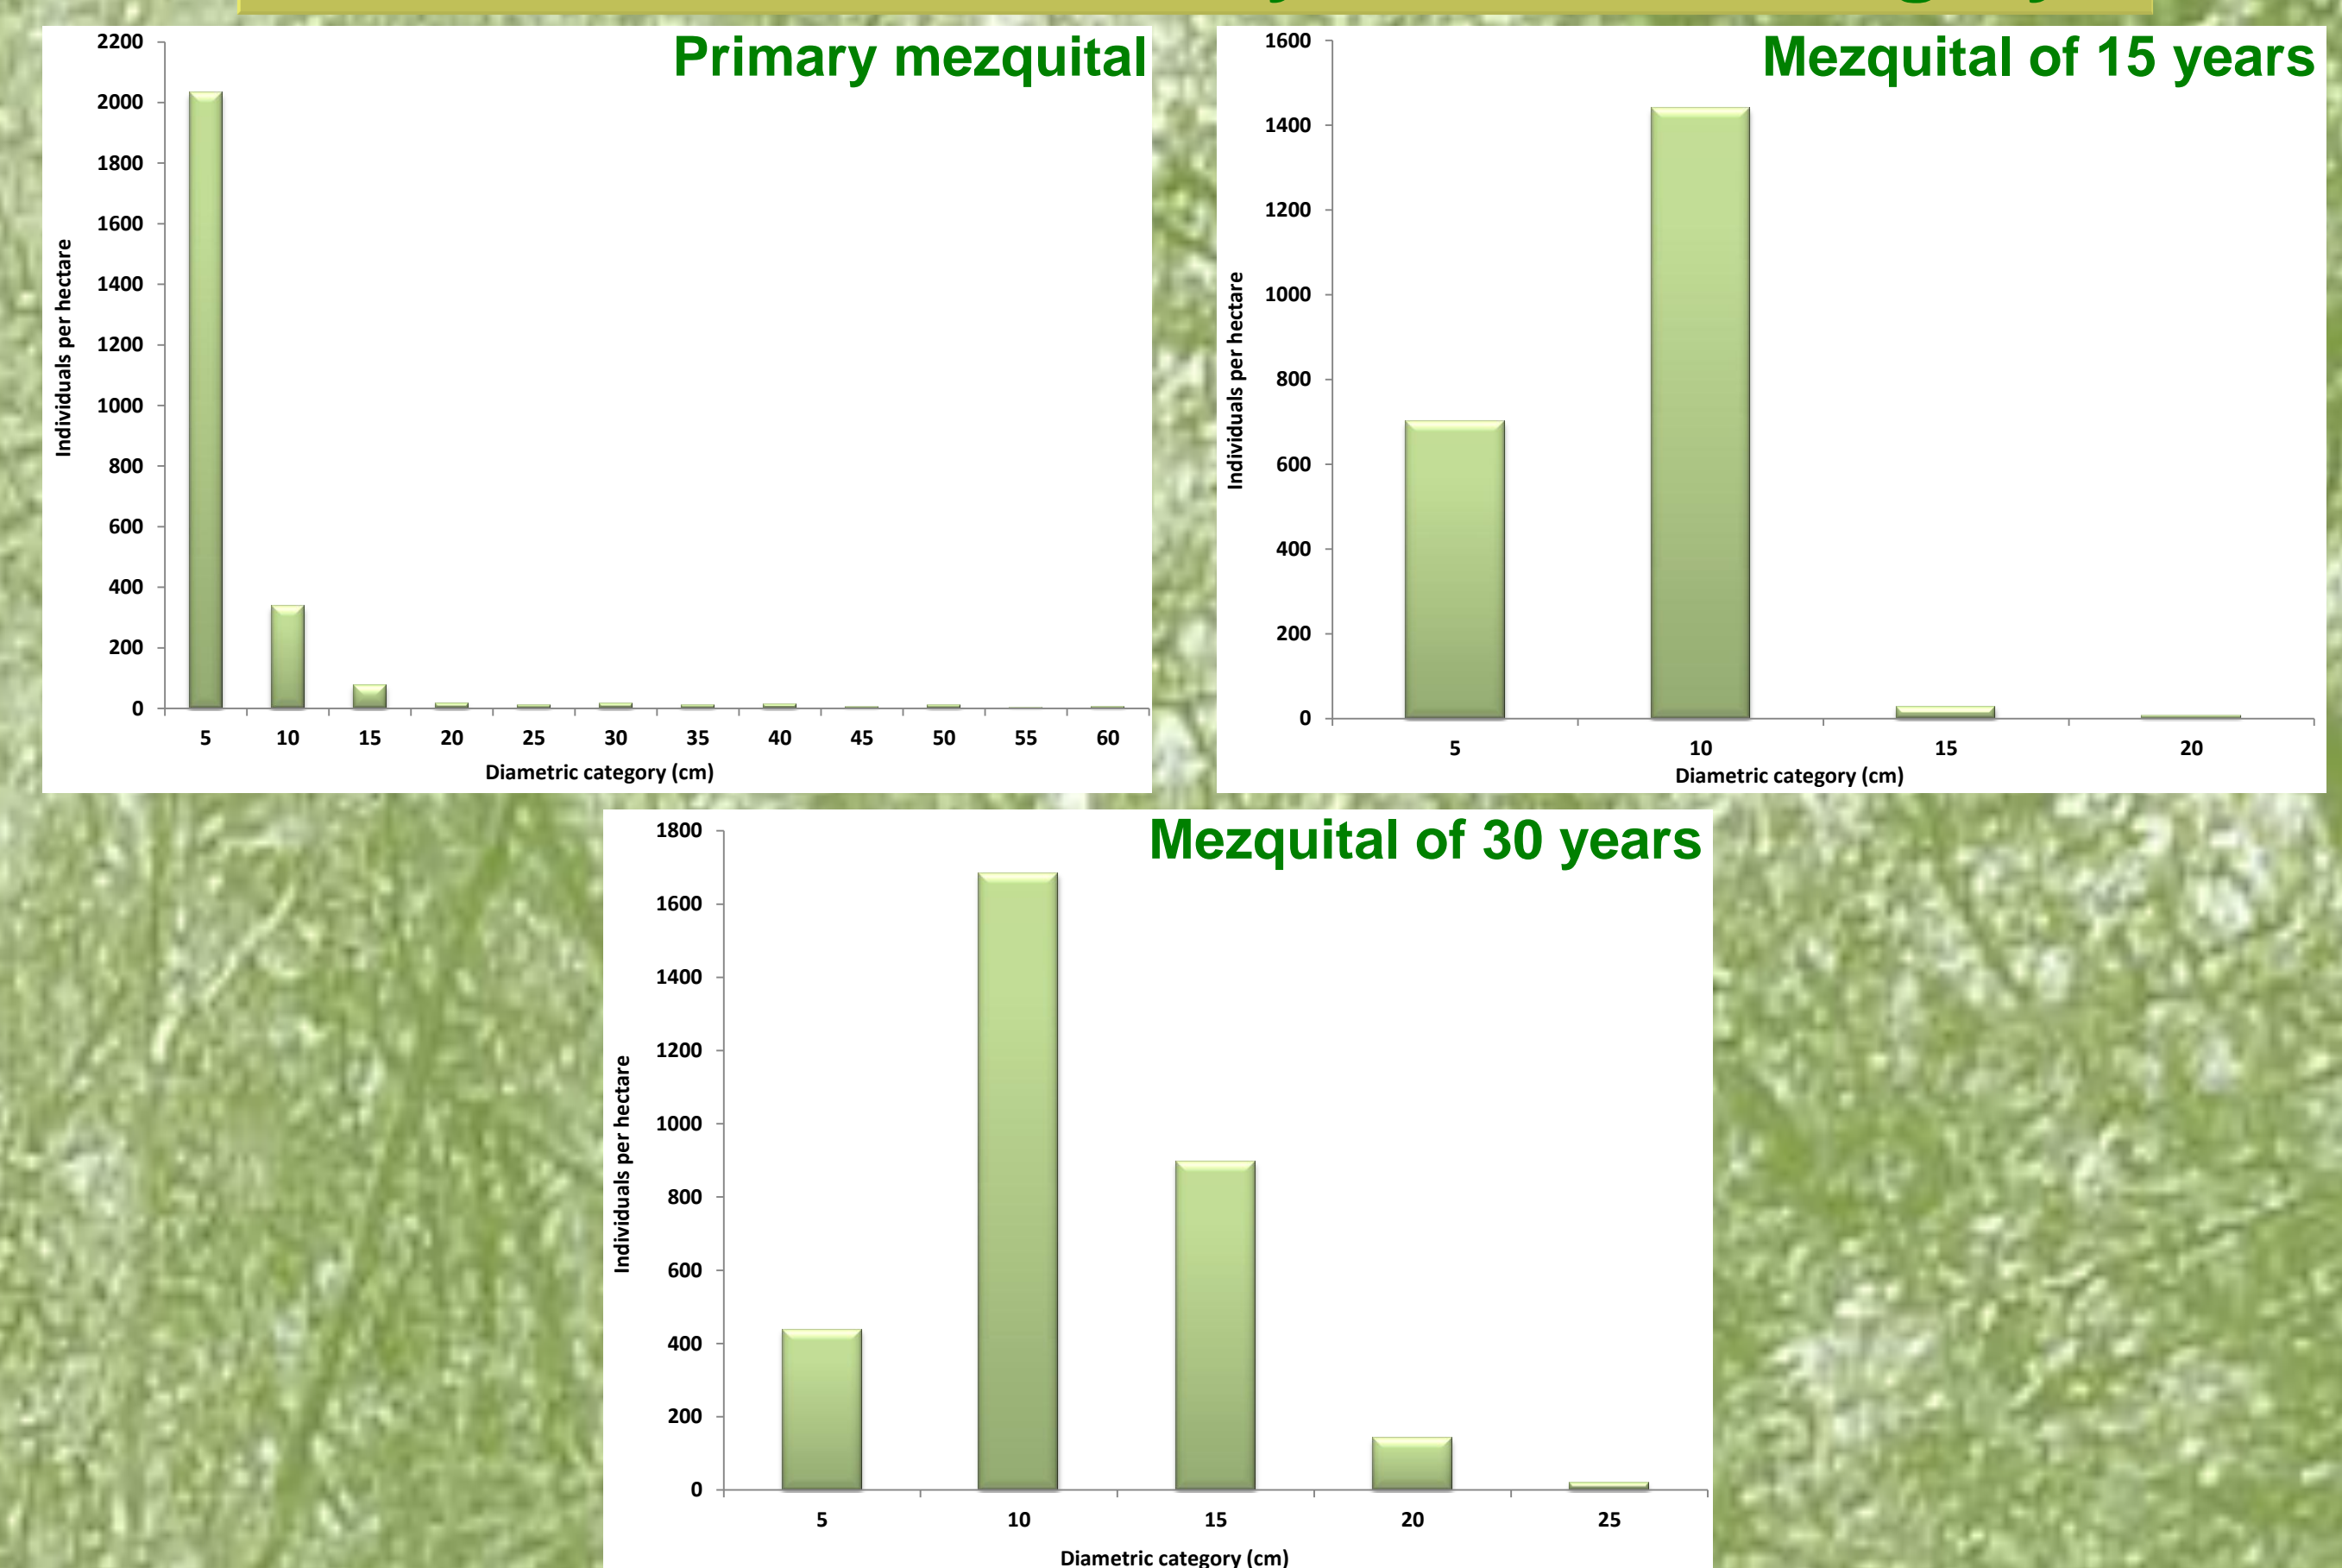 Primary mezquital
2200
2000
1800
1600
1400
1200
1000
800
600
400
200
0
Individuals per hectare
5 10 15 20 25 30 35 40 45 50 55 60
Diametric category (cm)
Mezquital of 15 years
1600
1400
1200
1000
800
600
400
200
0
Individuals per hectare
5 10 15 20
Diametric category (cm)
Mezquital of 30 years
1800
1600
1400
1200
1000
800
600
400
200
0
Individuals per hectare
5 10 15 20 25
Diametric category (cm)